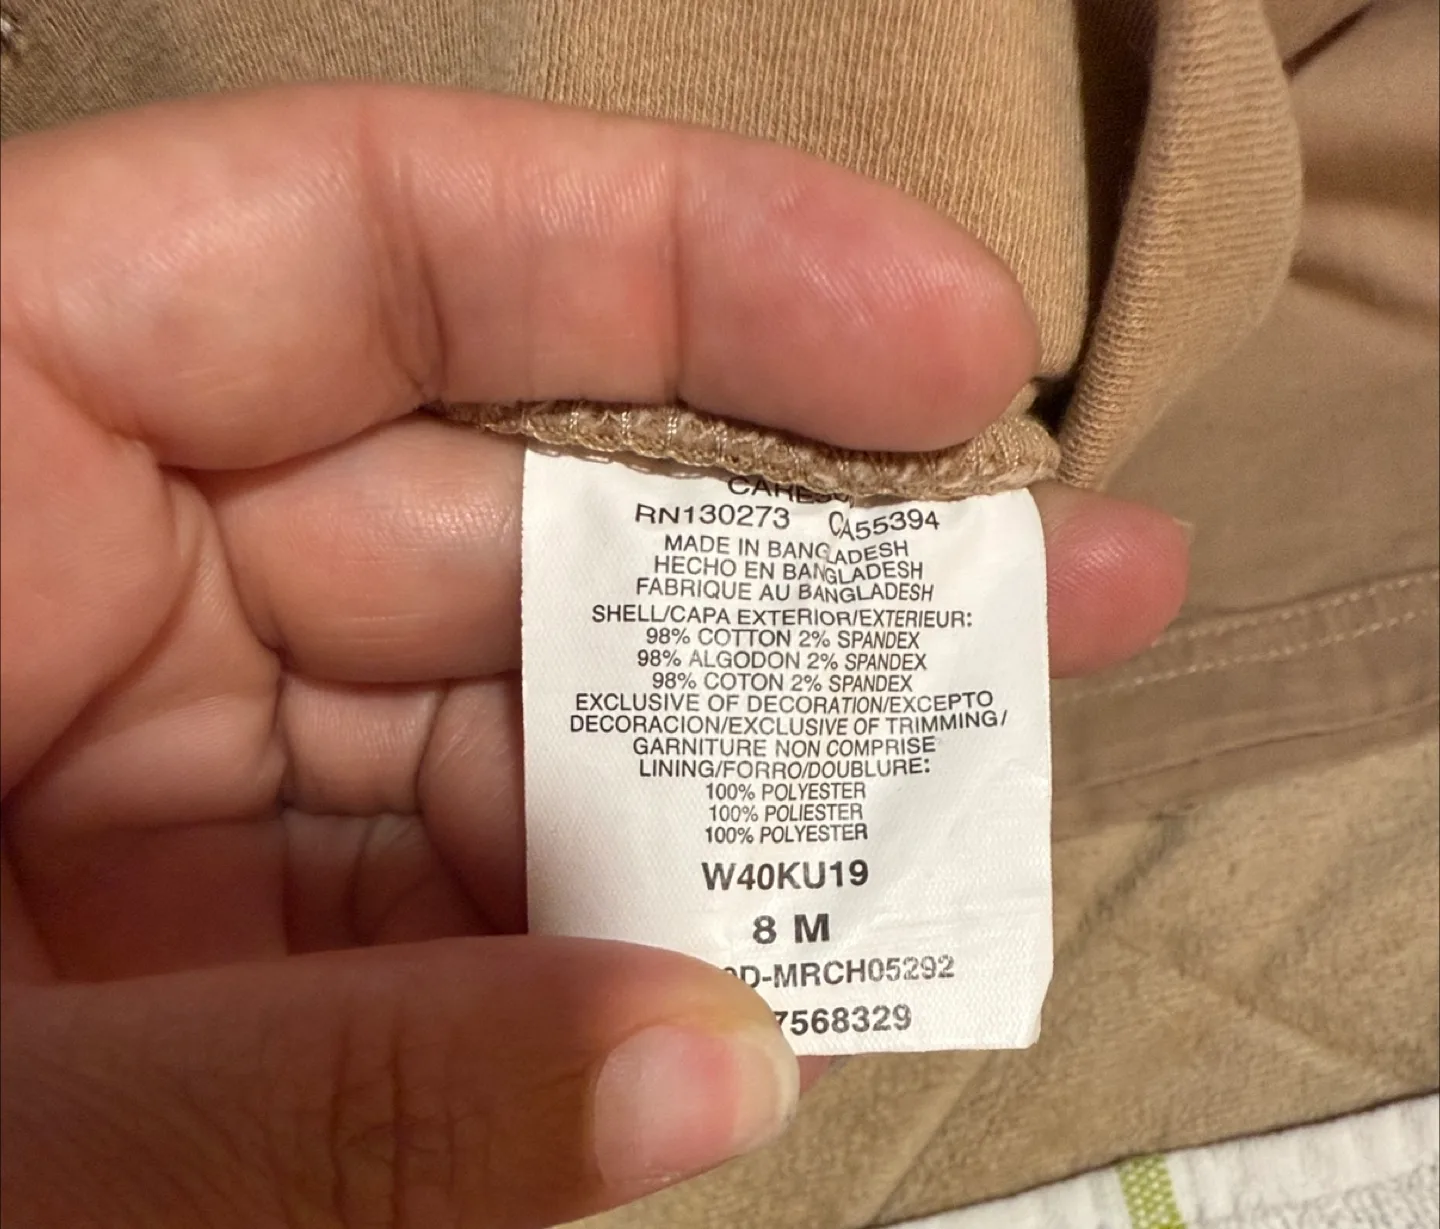 RN130273 CA55394
MADE IN BANGLADESH
HECHO EN BANGLADESH
FABRIQUE AU BANGLADESH
SHELL/CAPA EXTERIOR/EXTERIEUR:
98% COTTON 2% SPANDEX
98% ALGODON 2% SPANDEX
98% COTON 2% SPANDEX
EXCLUSIVE OF DECORATION/EXCEPTO
DECORACION/EXCLUSIVE OF TRIMMING/
GARNITURE NON COMPRISE
LINING/FORRO/DOUBLURE:
100% POLYESTER
100% POLIESTER
100% POLYESTER
W40KU19
8 M
D-MRCH05292
7568329